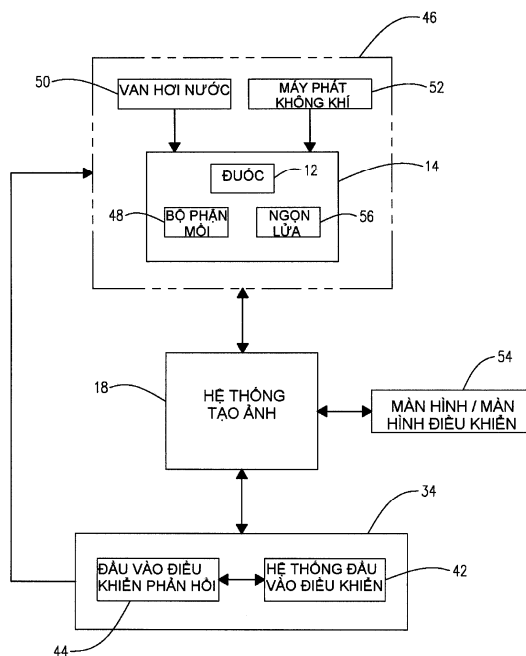 46
50
VAN HƠI NƯỚC
MÁY PHÁT
KHÔNG KHÍ
52
ĐUỐC
12
14
48
BỘ PHẬN
MỒI
NGỌN
LỬA
56
18
HỆ THỐNG
TẠO ẢNH
54
MÀN HÌNH / MÀN
HÌNH ĐIỀU KHIỂN
34
ĐẦU VÀO ĐIỀU
KHIỂN PHẢN HỒI
HỆ THỐNG ĐẦU
VÀO ĐIỀU KHIỂN
42
44